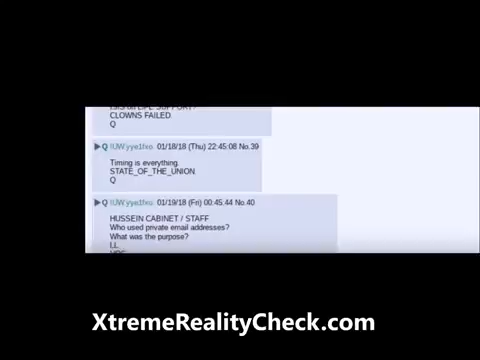 CLOWNS FAILED.
Q
Q !UW.yye1fxo 01/18/18 (Thu) 22:45:08 No.39
Timing is everything.
STATE_OF_THE_UNION
Q
Q !UW.yye1fxo 01/19/18 (Fri) 00:45:44 No.40
HUSSEIN CABINET / STAFF
Who used private email addresses?
What was the purpose?
LL.
XtremeRealityCheck.com